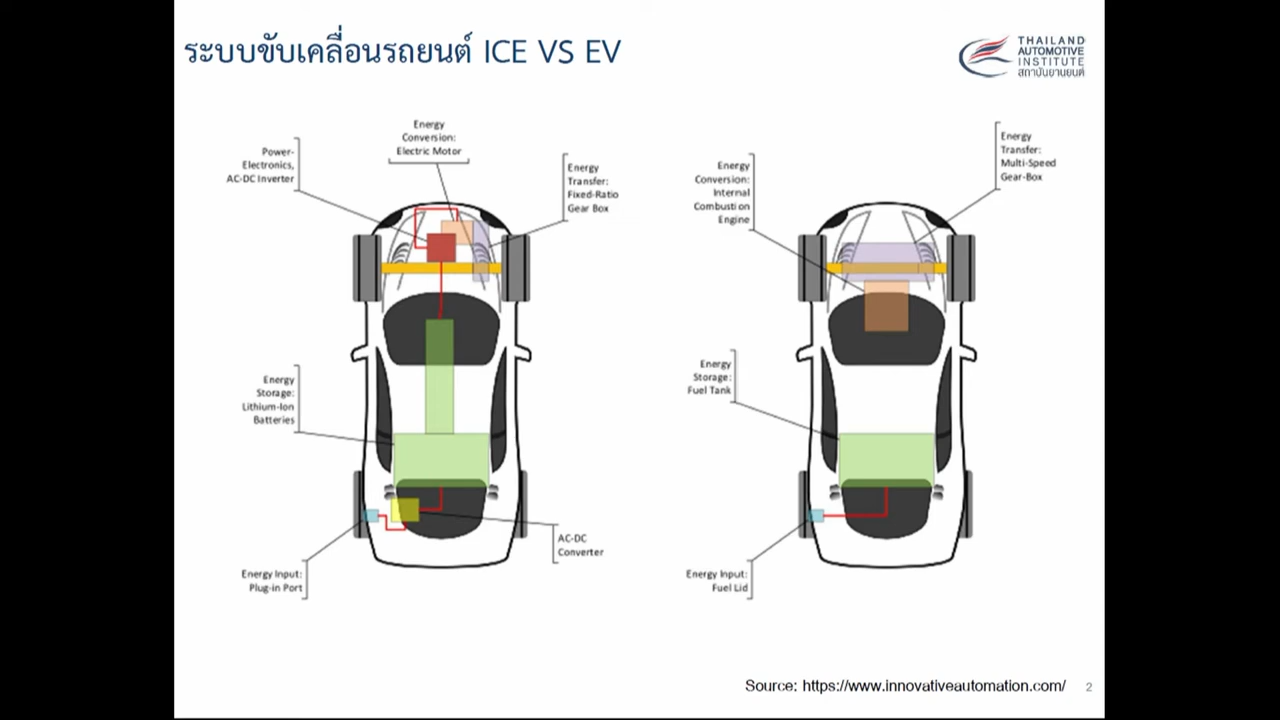 ระบบขับเคลื่อนรถยนต์ ICE VS EV
THAILAND
AUTOMOTIVE
INSTITUTE
สถาบันยานยนต์
Power-
Electronics,
AC-DC Inverter
Energy
Conversion:
Electric Motor
Energy
Transfer:
Fixed-Ratio
Gear Box
Energy
Storage:
Lithium-Ion
Batteries
Energy Input:
Plug-in Port
AC-DC
Converter
Energy
Conversion:
Internal
Combustion
Engine
Energy
Transfer:
Multi-Speed
Gear-Box
Energy
Storage:
Fuel Tank
Energy Input:
Fuel Lid
Source: https://www.innovativeautomation.com/
2